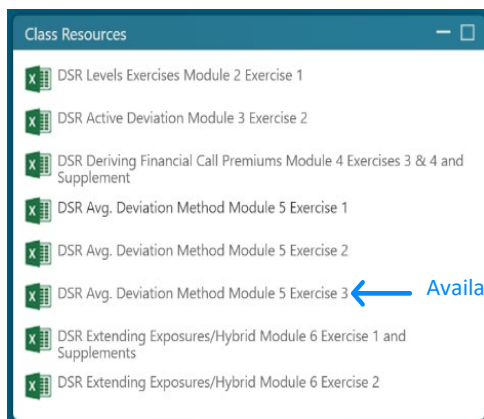 Class Resources
DSR Levels Exercises Module 2 Exercise 1
DSR Active Deviation Module 3 Exercise 2
DSR Deriving Financial Call Premiums Module 4 Exercises 3 & 4 and
Supplement
DSR Avg. Deviation Method Module 5 Exercise 1
DSR Avg. Deviation Method Module 5 Exercise 2
DSR Avg. Deviation Method Module 5 Exercise 3
Availa
DSR Extending Exposures/Hybrid Module 6 Exercise 1 and
Supplements
DSR Extending Exposures/Hybrid Module 6 Exercise 2